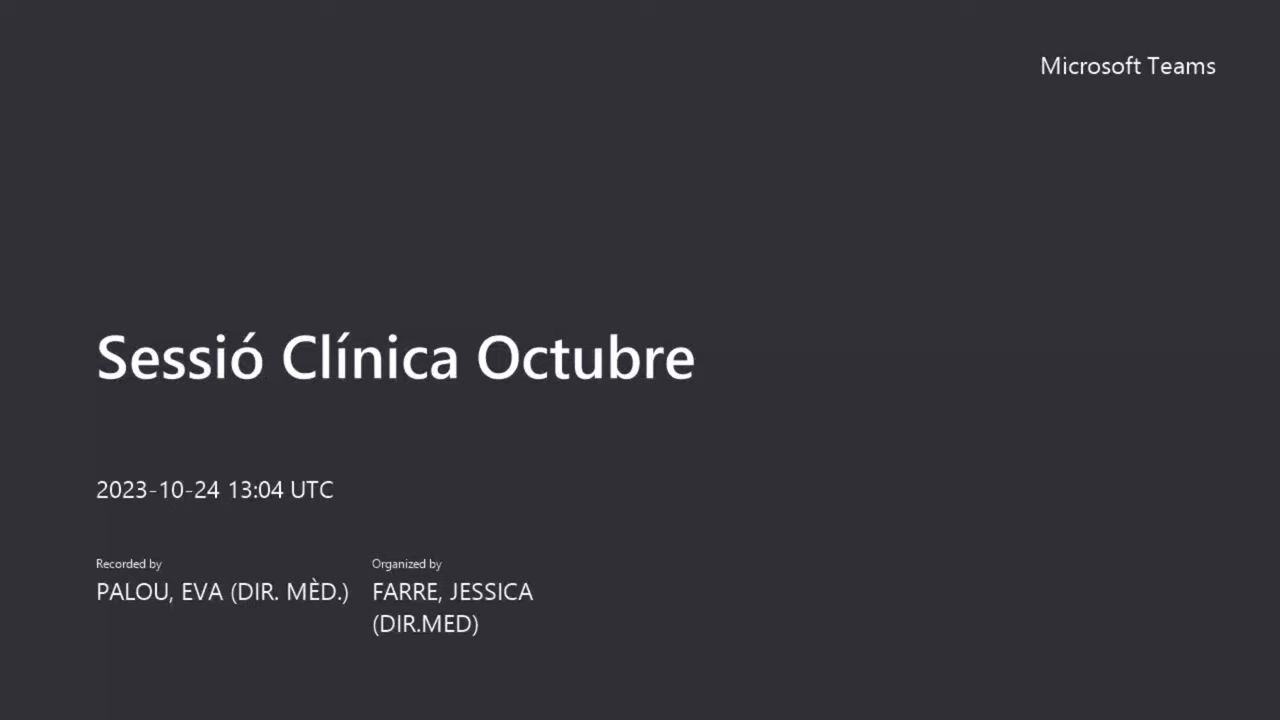 Microsoft Teams
Sessió Clínica Octubre
2023-10-24 13:04 UTC
Recorded by
PALOU, EVA (DIR. MÈD.)
Organized by
FARRE, JESSICA
(DIR.MED)